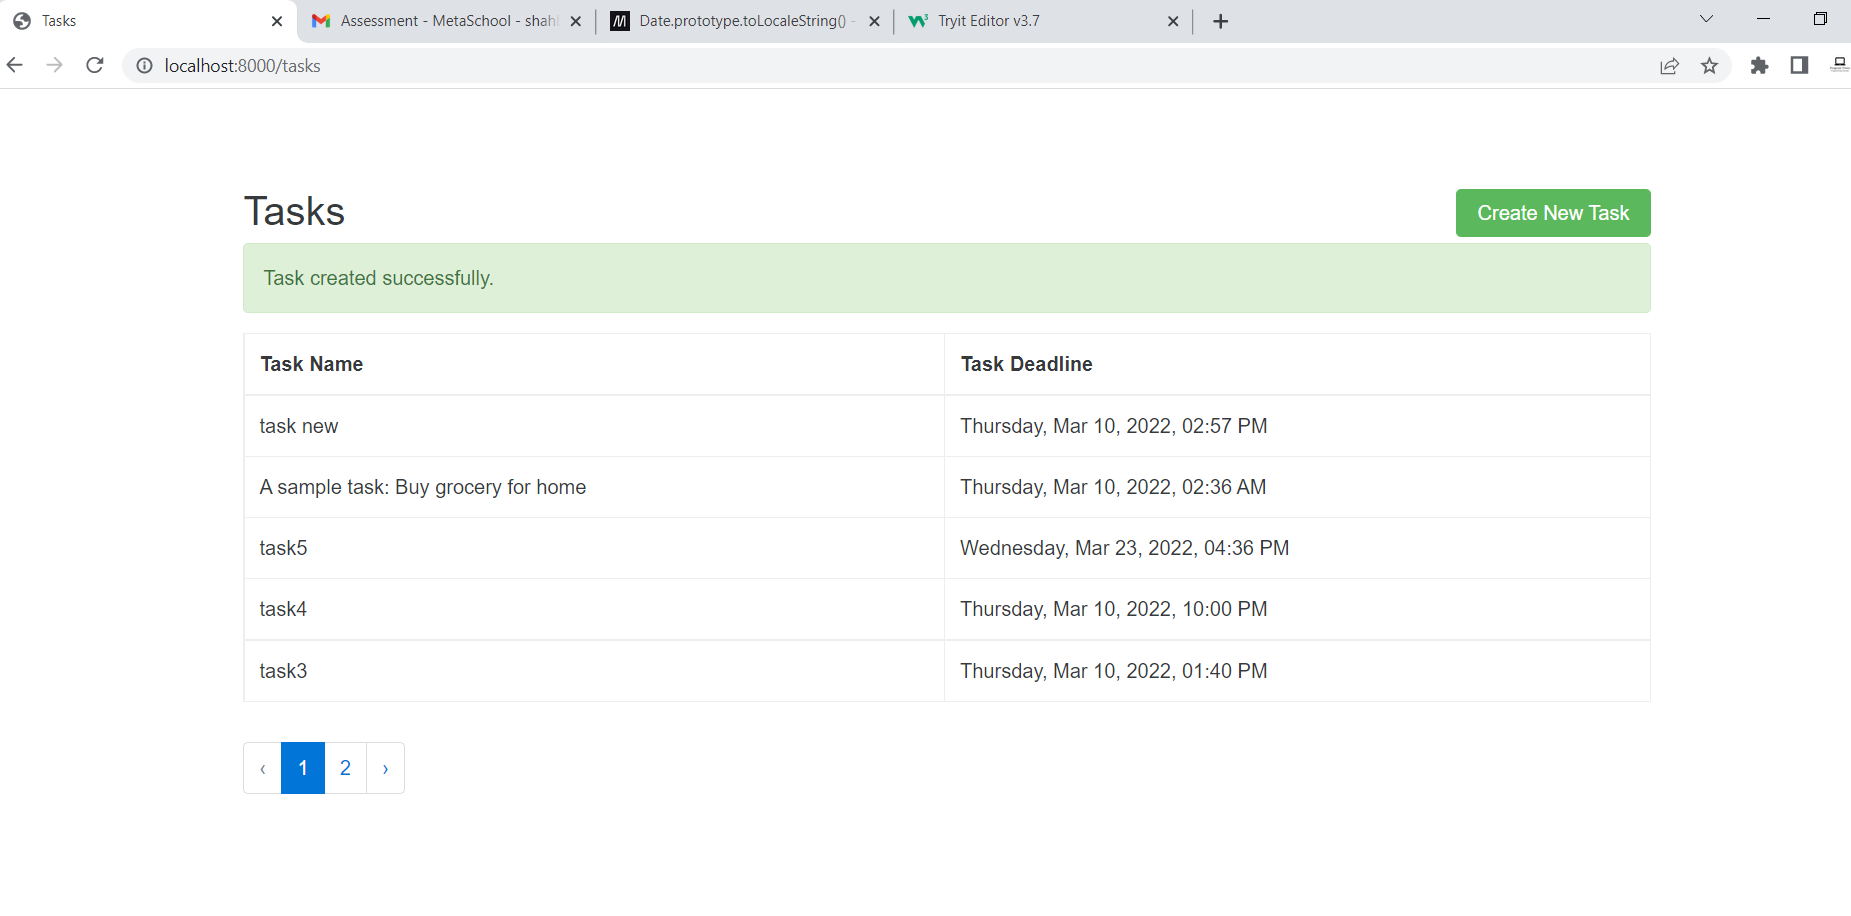 Tasks
Assessment - MetaSchool - shah
Date.prototype.toLocaleString() -
Tryit Editor v3.7
localhost:8000/tasks
Tasks
Create New Task
Task created successfully.
Task Name Task Deadline
task new Thursday, Mar 10, 2022, 02:57 PM
A sample task: Buy grocery for home Thursday, Mar 10, 2022, 02:36 AM
task5 Wednesday, Mar 23, 2022, 04:36 PM
task4 Thursday, Mar 10, 2022, 10:00 PM
task3 Thursday, Mar 10, 2022, 01:40 PM
‹ 1 2 ›